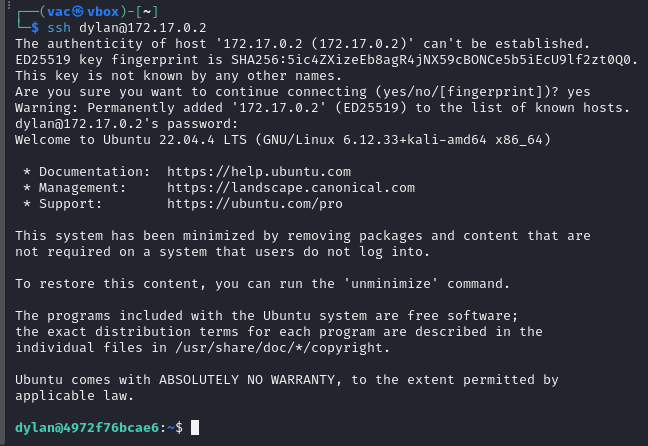 ┌──(vac㉿vbox)-[~]
└─$ ssh dylan@172.17.0.2
The authenticity of host '172.17.0.2 (172.17.0.2)' can't be established.
ED25519 key fingerprint is SHA256:5ic4ZXizeEb8agR4jNX59cBONCe5b5iEcU9lf2zt0Q0.
This key is not known by any other names.
Are you sure you want to continue connecting (yes/no/[fingerprint])? yes
Warning: Permanently added '172.17.0.2' (ED25519) to the list of known hosts.
dylan@172.17.0.2's password:
Welcome to Ubuntu 22.04.4 LTS (GNU/Linux 6.12.33+kali-amd64 x86_64)
* Documentation:  https://help.ubuntu.com
* Management:     https://landscape.canonical.com
* Support:        https://ubuntu.com/pro
This system has been minimized by removing packages and content that are
not required on a system that users do not log into.
To restore this content, you can run the 'unminimize' command.
The programs included with the Ubuntu system are free software;
the exact distribution terms for each program are described in the
individual files in /usr/share/doc/*/copyright.
Ubuntu comes with ABSOLUTELY NO WARRANTY, to the extent permitted by
applicable law.
dylan@4972f76bcae6:~$